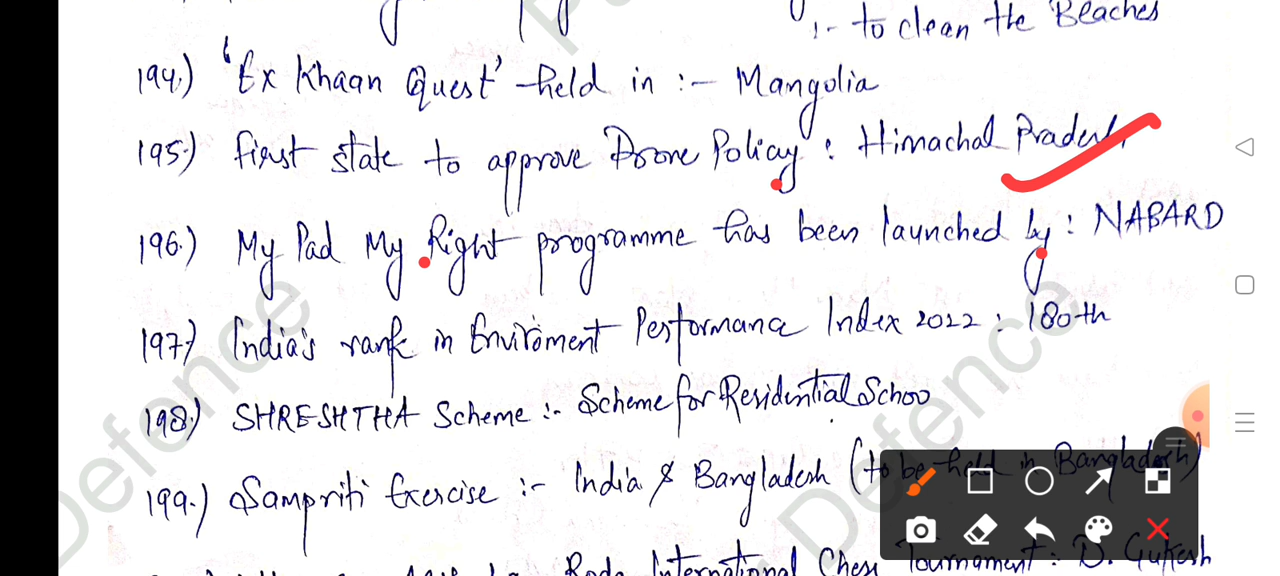 :- to clean the Beaches
194.) 'Ex Khaan Quest' held in :- Mangolia
195.) First state to approve Drone Policy : Himachal Pradesh
196.) My Pad My Right programme has been launched by : NABARD
197.) India's rank in Enviroment Performance Index 2022 : 180th
198.) SHRESHTHA Scheme :- Scheme for Residential Schoo
199.) Sampriti Exercise :- India & Bangladesh (to be held in Bangladesh)
International Chess Tournament : D. Gukesh
Defence
Defence